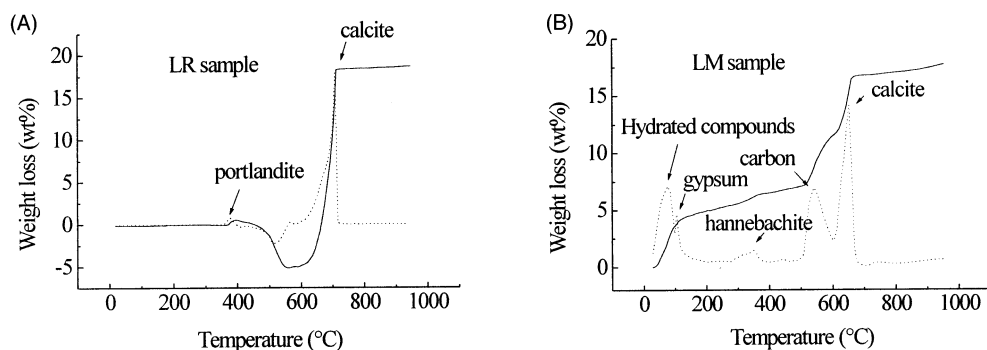 (A)
calcite
LR sample
portlandite
Weight loss (wt%)
20
15
10
5
0
-5
0
200
400
600
800
1000
Temperature (°C)
(B)
LM sample
calcite
Hydrated compounds
carbon
gypsum
hannebachite
Weight loss (wt%)
20
15
10
5
0
0
200
400
600
800
1000
Temperature (°C)